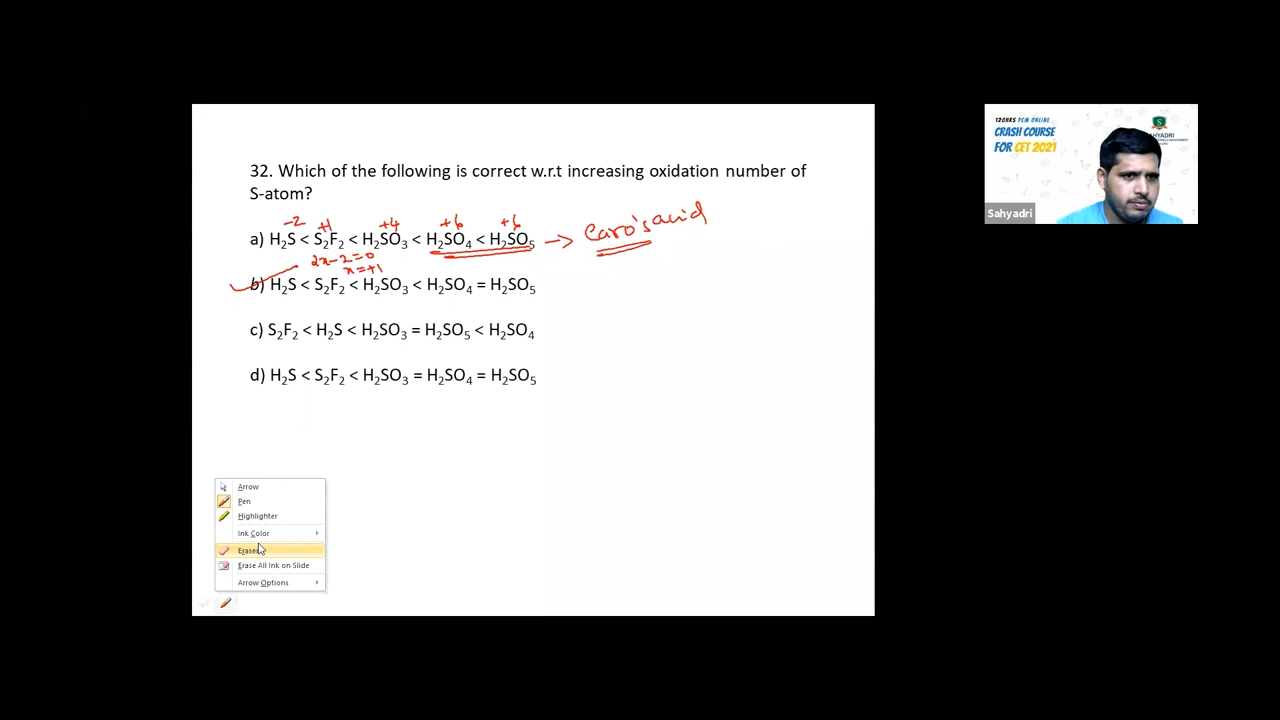 32. Which of the following is correct w.r.t increasing oxidation number of
S-atom?
-2 +1 +4 +6 +6
a) H₂S < S₂F₂ < H₂SO₃ < H₂SO₄ < H₂SO₅ → Caro's acid
2x-2=0
x=+1
b) H₂S < S₂F₂ < H₂SO₃ < H₂SO₄ = H₂SO₅
c) S₂F₂ < H₂S < H₂SO₃ = H₂SO₅ < H₂SO₄
d) H₂S < S₂F₂ < H₂SO₃ = H₂SO₄ = H₂SO₅
Arrow
Pen
Highlighter
Ink Color
Eraser
Erase All Ink on Slide
Arrow Options
120HRS PCM ONLINE
CRASH COURSE
FOR CET 2021
S
AHYADRI
Sahyadri